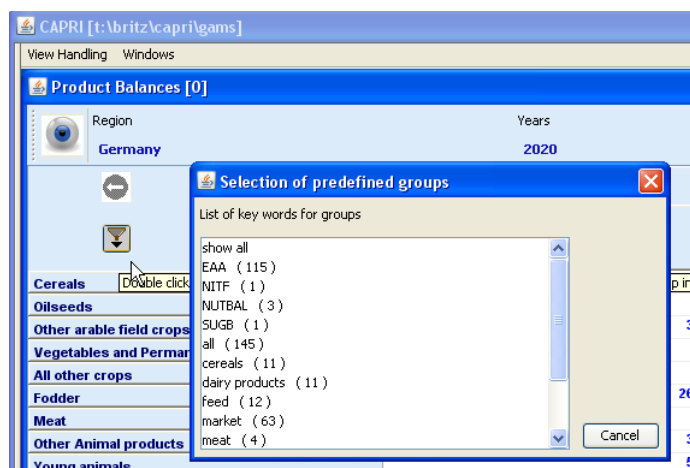 CAPRI [t:\britz\capri\gams]
View Handling Windows
Product Balances [0]
Region
Years
Germany
2020
Selection of predefined groups
List of key words for groups
show all
EAA (115)
NITF (1)
NUTBAL (3)
SUGB (1)
all (145)
cereals (11)
dairy products (11)
feed (12)
market (63)
meat (4)
Cancel
Double click
Cereals
Oilseeds
Other arable field crops
Vegetables and Perman
All other crops
Fodder
Meat
Other Animal products
Young animals